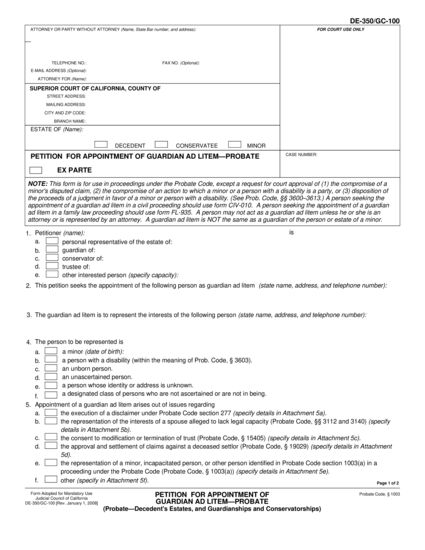 DE-350/GC-100
ATTORNEY OR PARTY WITHOUT ATTORNEY (Name, State Bar number, and address):
FOR COURT USE ONLY
TELEPHONE NO.: FAX NO. (Optional):
E-MAIL ADDRESS (Optional):
ATTORNEY FOR (Name):
SUPERIOR COURT OF CALIFORNIA, COUNTY OF
STREET ADDRESS:
MAILING ADDRESS:
CITY AND ZIP CODE:
BRANCH NAME:
ESTATE OF (Name):
DECEDENT CONSERVATEE MINOR
PETITION FOR APPOINTMENT OF GUARDIAN AD LITEM—PROBATE
CASE NUMBER:
EX PARTE
NOTE: This form is for use in proceedings under the Probate Code, except a request for court approval of (1) the compromise of a
minor's disputed claim, (2) the compromise of an action to which a minor or a person with a disability is a party, or (3) disposition of
the proceeds of a judgment in favor of a minor or person with a disability. (See Prob. Code, §§ 3600–3613.) A person seeking the
appointment of a guardian ad litem in a civil proceeding should use form CIV-010. A person seeking the appointment of a guardian
ad litem in a family law proceeding should use form FL-935. A person may not act as a guardian ad litem unless he or she is an
attorney or is represented by an attorney. A guardian ad litem is NOT the same as a guardian of the person or estate of a minor.
1. Petitioner (name): is
a. personal representative of the estate of:
b. guardian of:
c. conservator of:
d. trustee of:
e. other interested person (specify capacity):
2. This petition seeks the appointment of the following person as guardian ad litem (state name, address, and telephone number):
3. The guardian ad litem is to represent the interests of the following person (state name, address, and telephone number):
4. The person to be represented is
a. a minor (date of birth):
b. a person with a disability (within the meaning of Prob. Code, § 3603).
c. an unborn person.
d. an unascertained person.
e. a person whose identity or address is unknown.
f. a designated class of persons who are not ascertained or are not in being.
5. Appointment of a guardian ad litem arises out of issues regarding
a. the execution of a disclaimer under Probate Code section 277 (specify details in Attachment 5a).
b. the representation of the interests of a spouse alleged to lack legal capacity (Probate Code, §§ 3112 and 3140) (specify
details in Attachment 5b).
c. the consent to modification or termination of trust (Probate Code, § 15405) (specify details in Attachment 5c).
d. the approval and settlement of claims against a deceased settlor (Probate Code, § 19029) (specify details in Attachment
5d).
e. the representation of a minor, incapacitated person, or other person identified in Probate Code section 1003(a) in a
proceeding under the Probate Code (Probate Code, § 1003(a)) (specify details in Attachment 5e).
f. other (specify in Attachment 5f).
Page 1 of 2
Form Adopted for Mandatory Use
Judicial Council of California
DE-350/GC-100 [Rev. January 1, 2008]
PETITION FOR APPOINTMENT OF
GUARDIAN AD LITEM—PROBATE
(Probate—Decedent's Estates, and Guardianships and Conservatorships)
Probate Code, § 1003